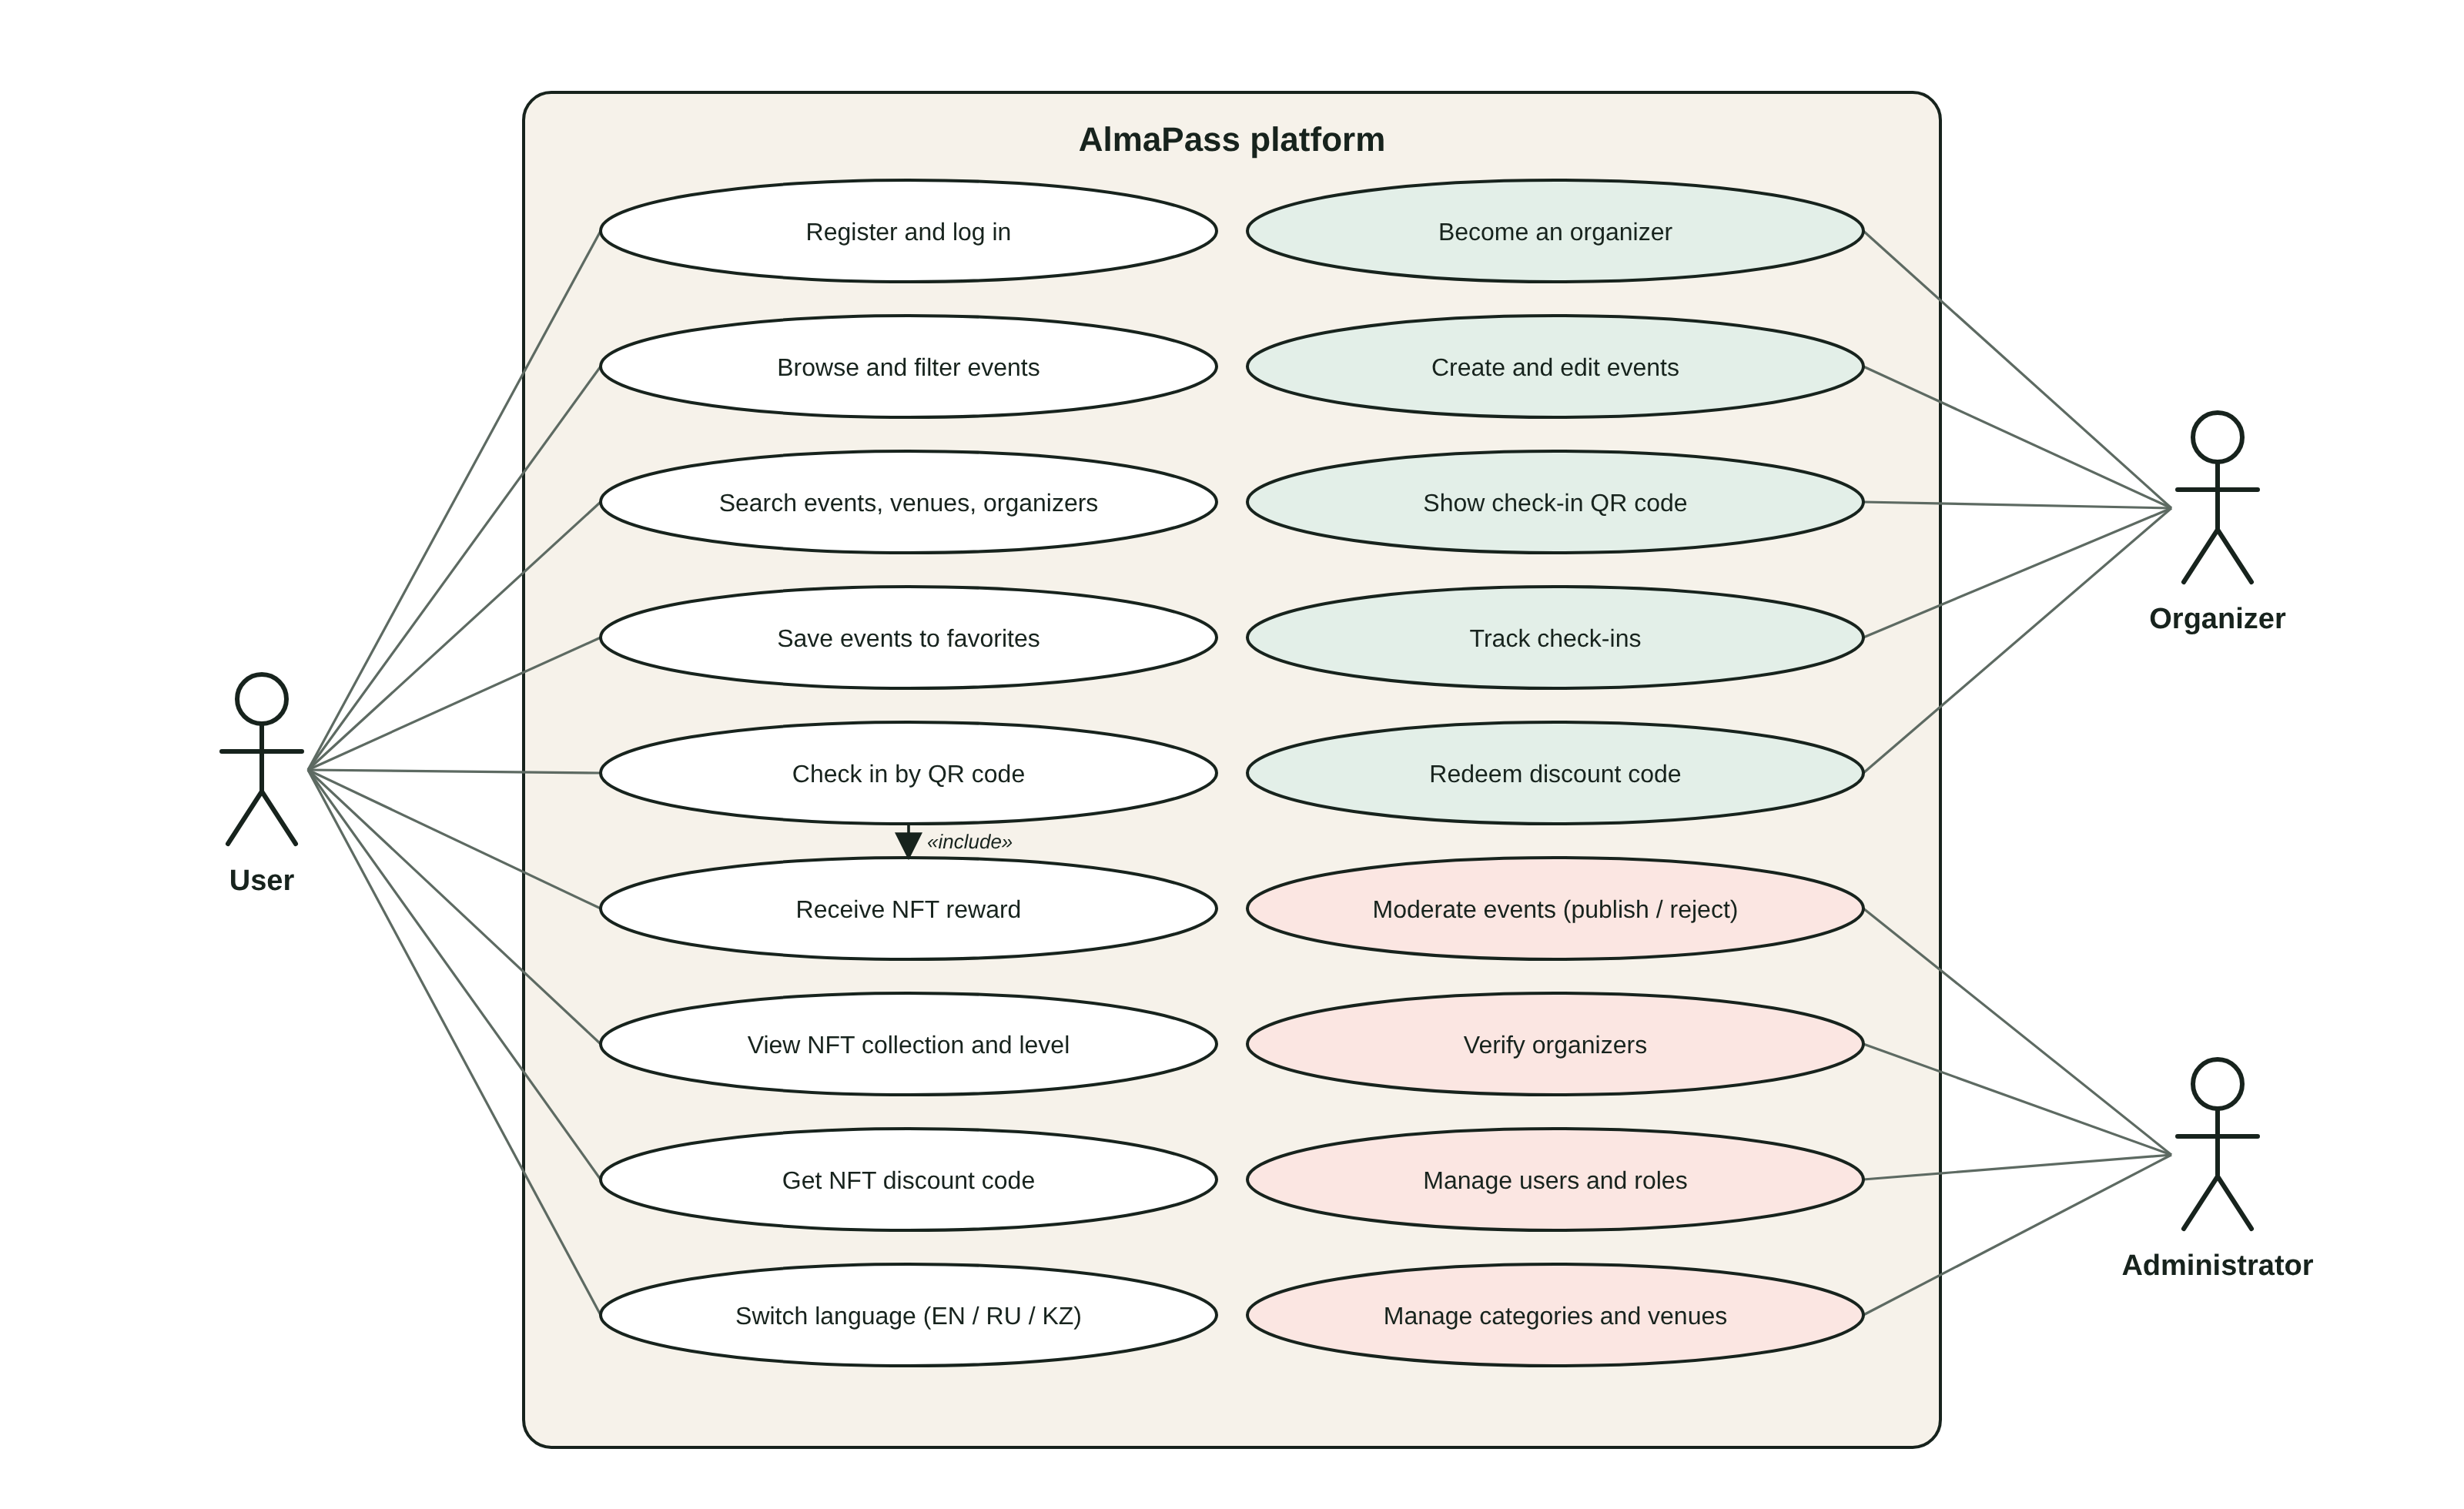 AlmaPass platform
Register and log in
Browse and filter events
Search events, venues, organizers
Save events to favorites
Check in by QR code
«include»
Receive NFT reward
View NFT collection and level
Get NFT discount code
Switch language (EN / RU / KZ)
Become an organizer
Create and edit events
Show check-in QR code
Track check-ins
Redeem discount code
Moderate events (publish / reject)
Verify organizers
Manage users and roles
Manage categories and venues
User
Organizer
Administrator